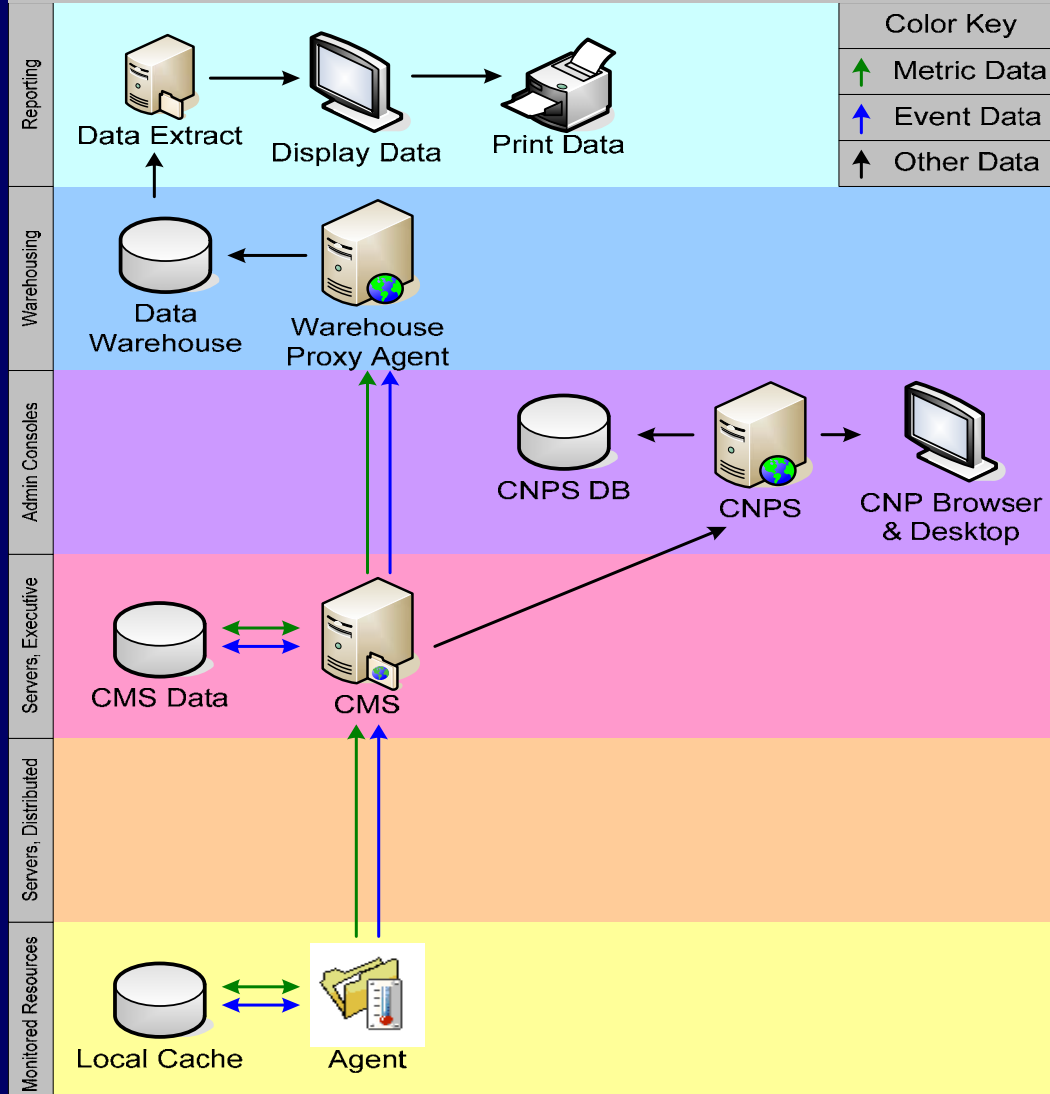 Color Key
Metric Data
Event Data
Other Data
Reporting
Data Extract
Display Data
Print Data
Warehousing
Data
Warehouse
Warehouse
Proxy Agent
Admin Consoles
CNPS DB
CNPS
CNP Browser
& Desktop
Servers, Executive
CMS Data
CMS
Servers, Distributed
Monitored Resources
Local Cache
Agent